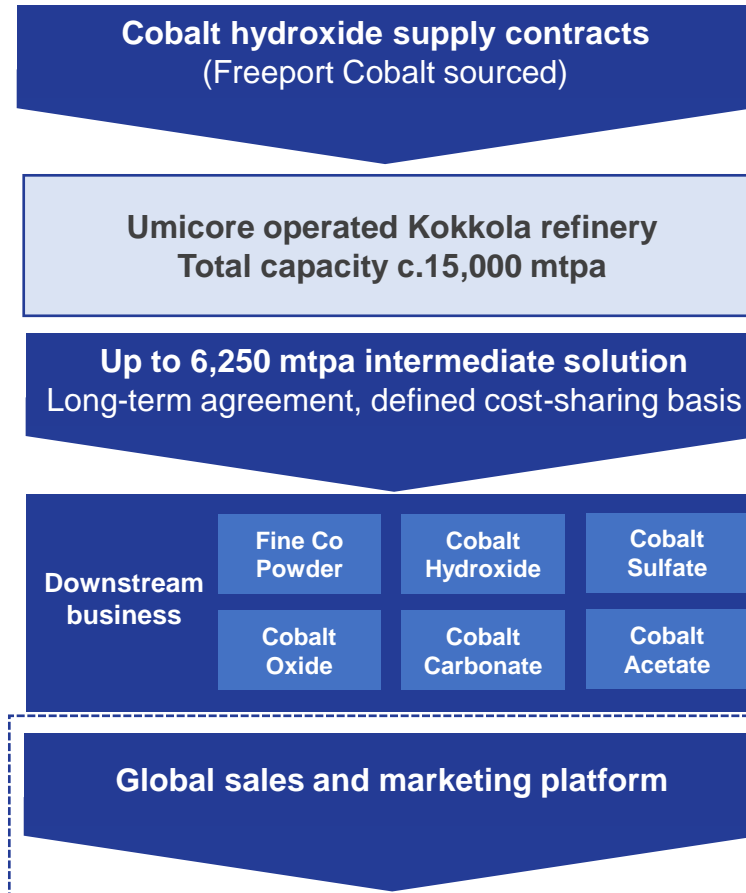 Cobalt hydroxide supply contracts
(Freeport Cobalt sourced)
Umicore operated Kokkola refinery
Total capacity c.15,000 mtpa
Up to 6,250 mtpa intermediate solution
Long-term agreement, defined cost-sharing basis
Downstream
business
Fine Co
Powder
Cobalt
Hydroxide
Cobalt
Sulfate
Cobalt
Oxide
Cobalt
Carbonate
Cobalt
Acetate
Global sales and marketing platform